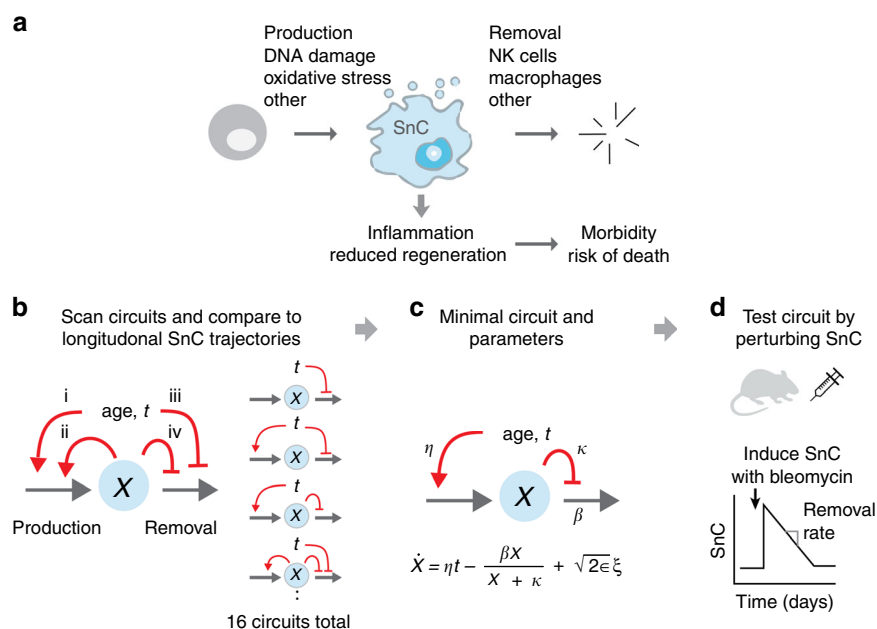 a
Production
DNA damage
oxidative stress
other
Removal
NK cells
macrophages
other
SnC
Inflammation
reduced regeneration
Morbidity
risk of death
b
Scan circuits and compare to
longitudonal SnC trajectories
i
iii
age, t
ii
iv
X
Production
Removal
t
X
t
X
t
X
t
X
:
16 circuits total
c
Minimal circuit and
parameters
age, t
η
κ
X
β
Ẋ = ηt − βX / (X + κ) + √2∈ ξ
d
Test circuit by
perturbing SnC
Induce SnC
with bleomycin
Removal
rate
SnC
Time (days)